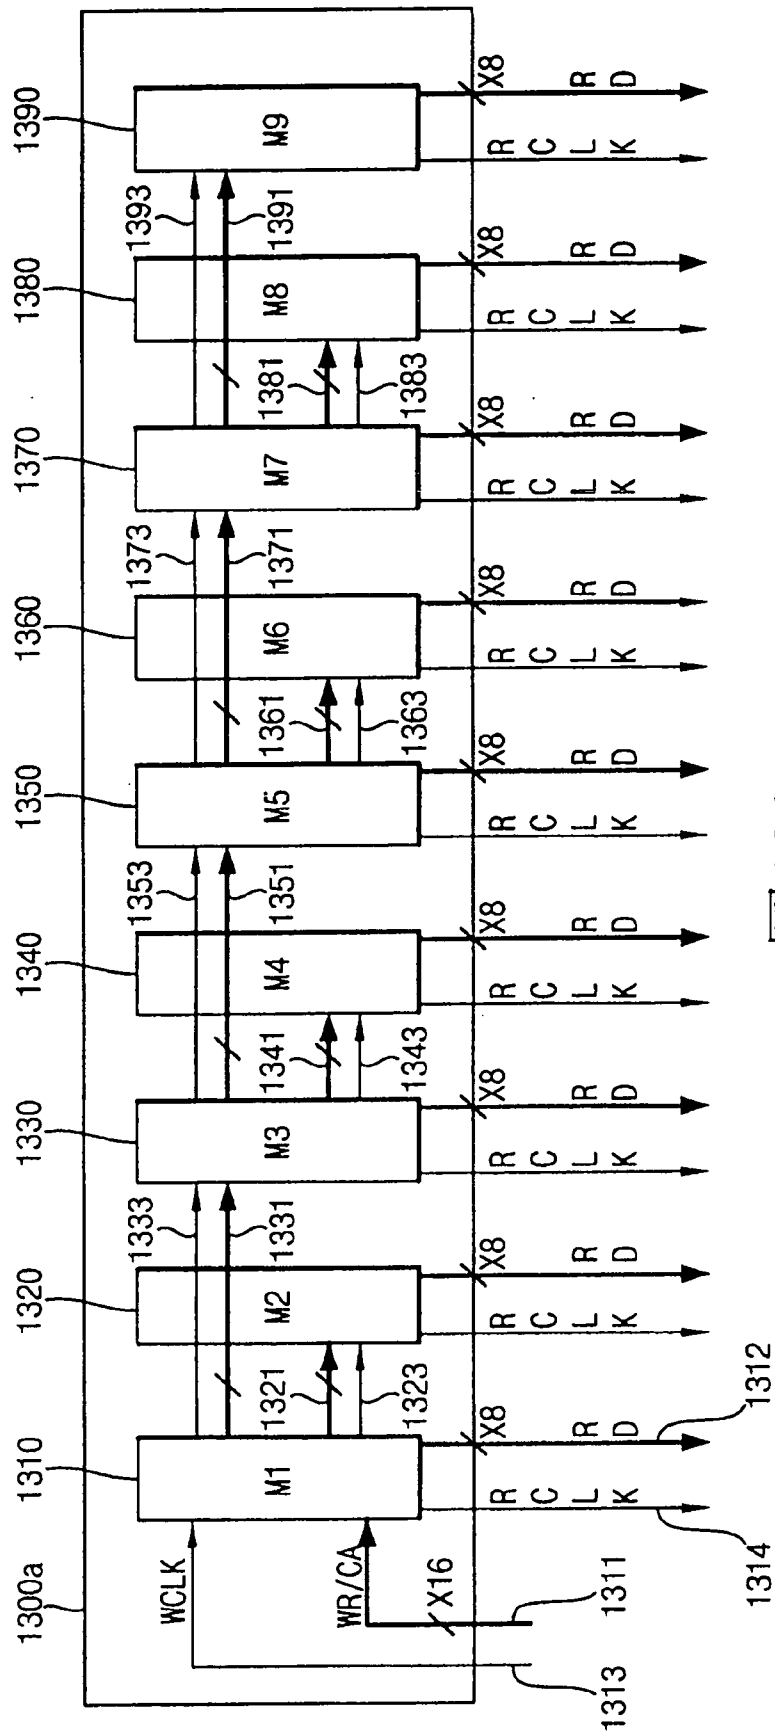 1300a
1310
1320
1330
1340
1350
1360
1370
1380
1390
WCLK
1333
1353
1373
1393
1331
1351
1371
1391
M1
M2
M3
M4
M5
M6
M7
M8
M9
WR/CA
1321
1341
1361
1381
1323
1343
1363
1383
X16
X8
X8
X8
X8
X8
X8
X8
X8
X8
RCLK
RD
RCLK
RD
RCLK
RD
RCLK
RD
RCLK
RD
RCLK
RD
RCLK
RD
RCLK
RD
RCLK
RD
1313
1311
1314
1312